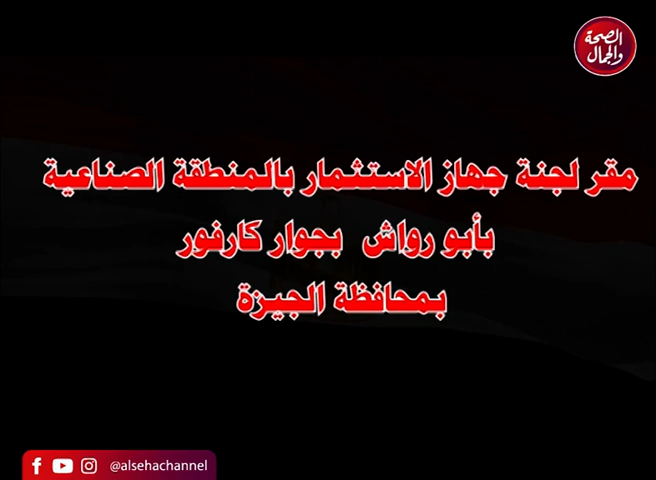 الصحة
والجمال
مقر لجنة جهاز الاستثمار بالمنطقة الصناعية
بأبو رواش بجوار كارفور
بمحافظة الجيزة
@alsehachannel